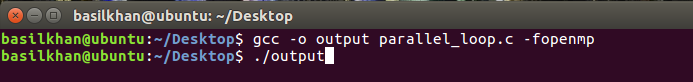 basilkhan@ubuntu: ~/Desktop
basilkhan@ubuntu:~/Desktop$ gcc -o output parallel_loop.c -fopenmp
basilkhan@ubuntu:~/Desktop$ ./output